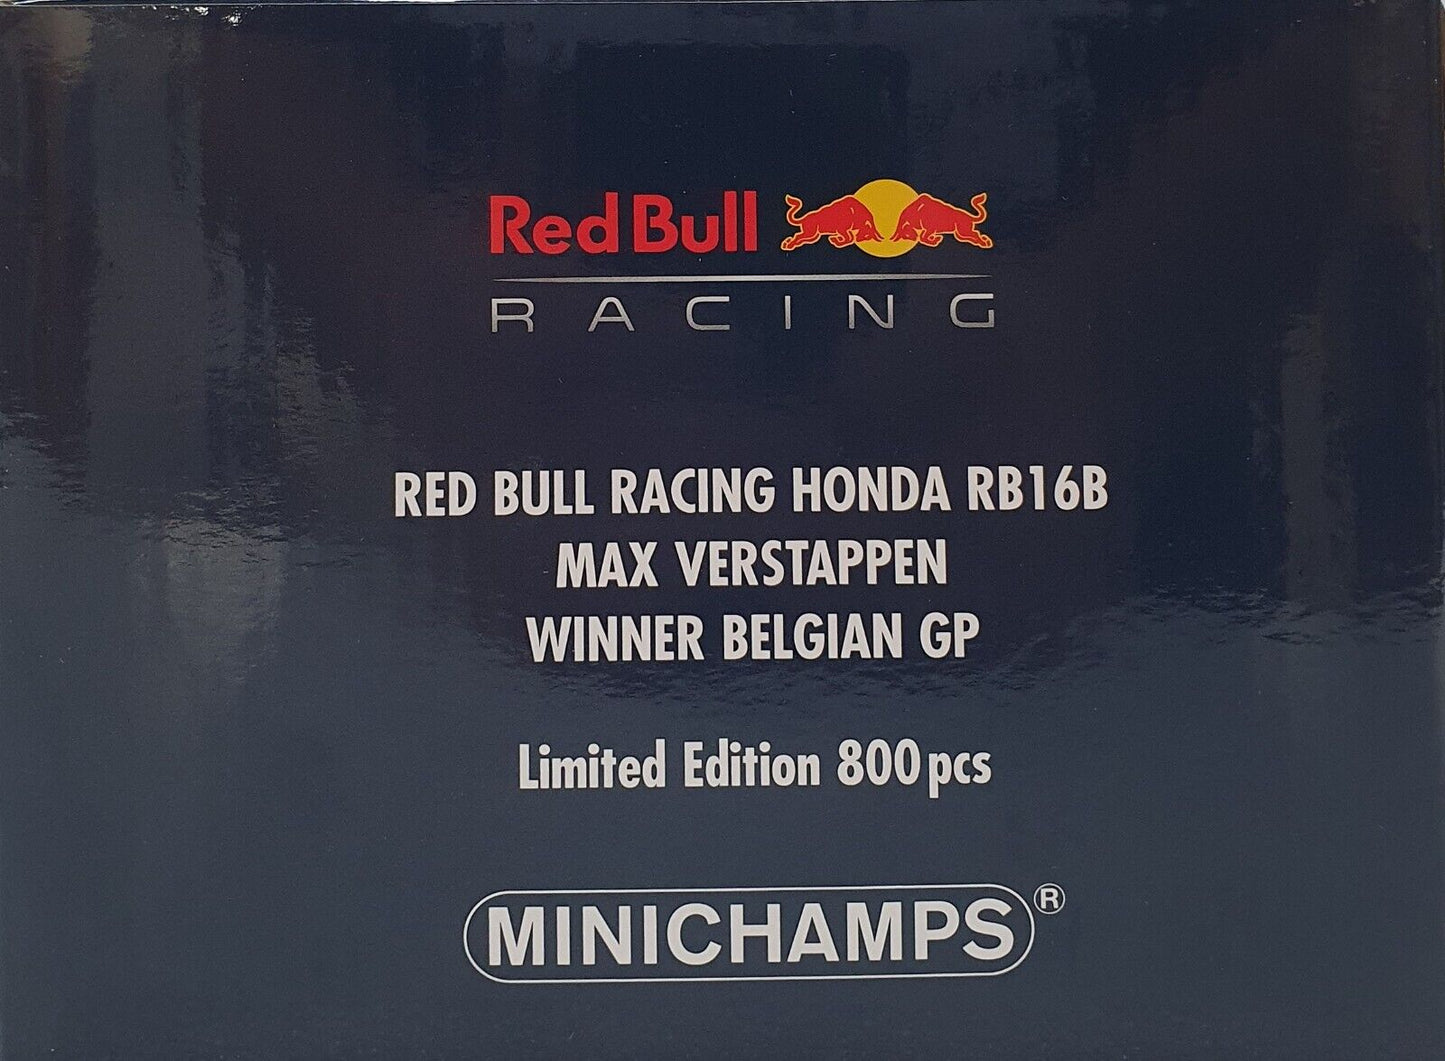 Red Bull
RACING
RED BULL RACING HONDA RB16B
MAX VERSTAPPEN
WINNER BELGIAN GP
Limited Edition 800 pcs
MINICHAMPS®